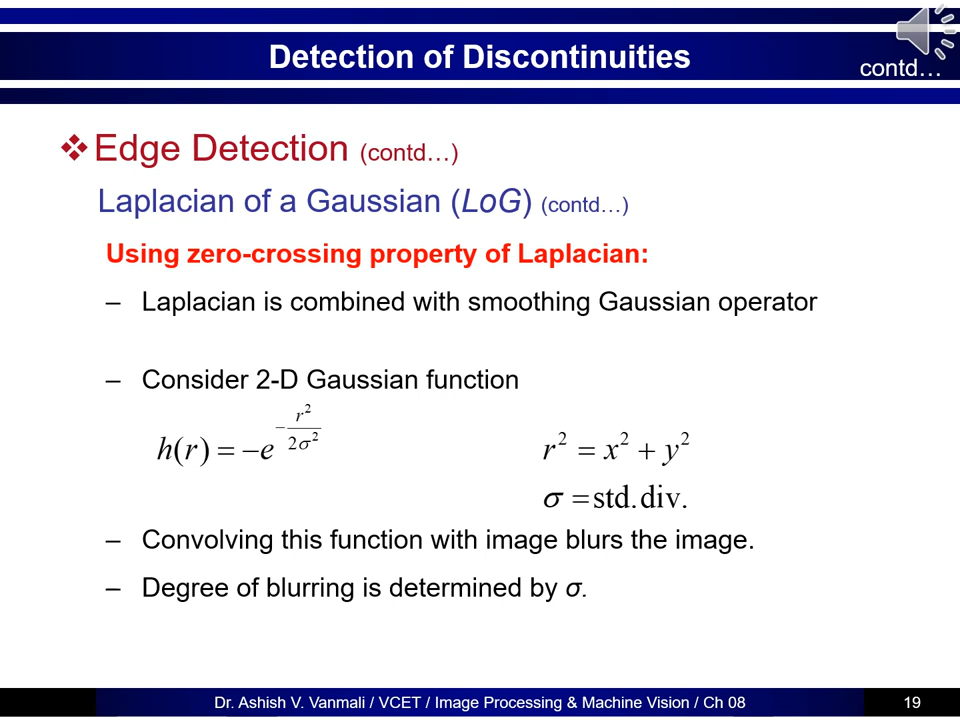 Detection of Discontinuities
contd…
❖Edge Detection (contd…)
Laplacian of a Gaussian (LoG) (contd…)
Using zero-crossing property of Laplacian:
– Laplacian is combined with smoothing Gaussian operator
– Consider 2-D Gaussian function
h(r) = −e^(−r²/2σ²)
r² = x² + y²
σ = std. div.
– Convolving this function with image blurs the image.
– Degree of blurring is determined by σ.
Dr. Ashish V. Vanmali / VCET / Image Processing & Machine Vision / Ch 08
19